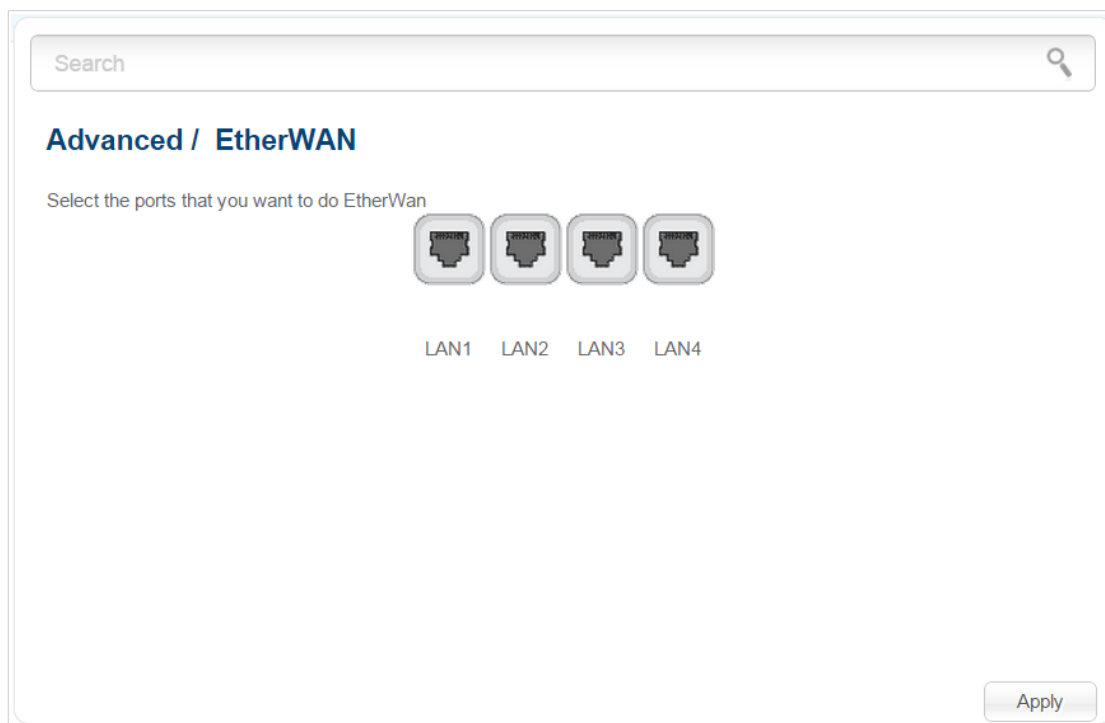 Search
Advanced / EtherWAN
Select the ports that you want to do EtherWan
LAN1 LAN2 LAN3 LAN4
Apply